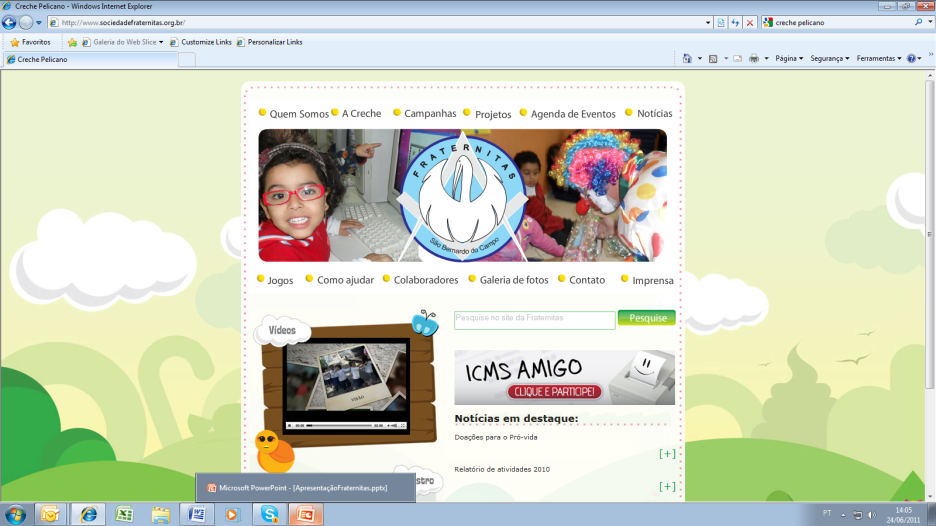 Creche Pelicano - Windows Internet Explorer
http://www.sociedadefraternitas.org.br/
creche pelicano
Favoritos
Galeria do Web Slice
Customize Links
Personalizar Links
Creche Pelicano
Página
Segurança
Ferramentas
Quem Somos
A Creche
Campanhas
Projetos
Agenda de Eventos
Notícias
FRATERNITAS
São Bernardo do Campo
Jogos
Como ajudar
Colaboradores
Galeria de fotos
Contato
Imprensa
Vídeos
Pesquise no site da Fraternitas
Pesquise
ICMS AMIGO
CLIQUE E PARTICIPE!
Notícias em destaque:
Doações para o Pró-vida
[+]
Relatório de atividades 2010
[+]
Microsoft PowerPoint - [ApresentaçãoFraternitas.pptx]
PT
14:05
24/06/2011